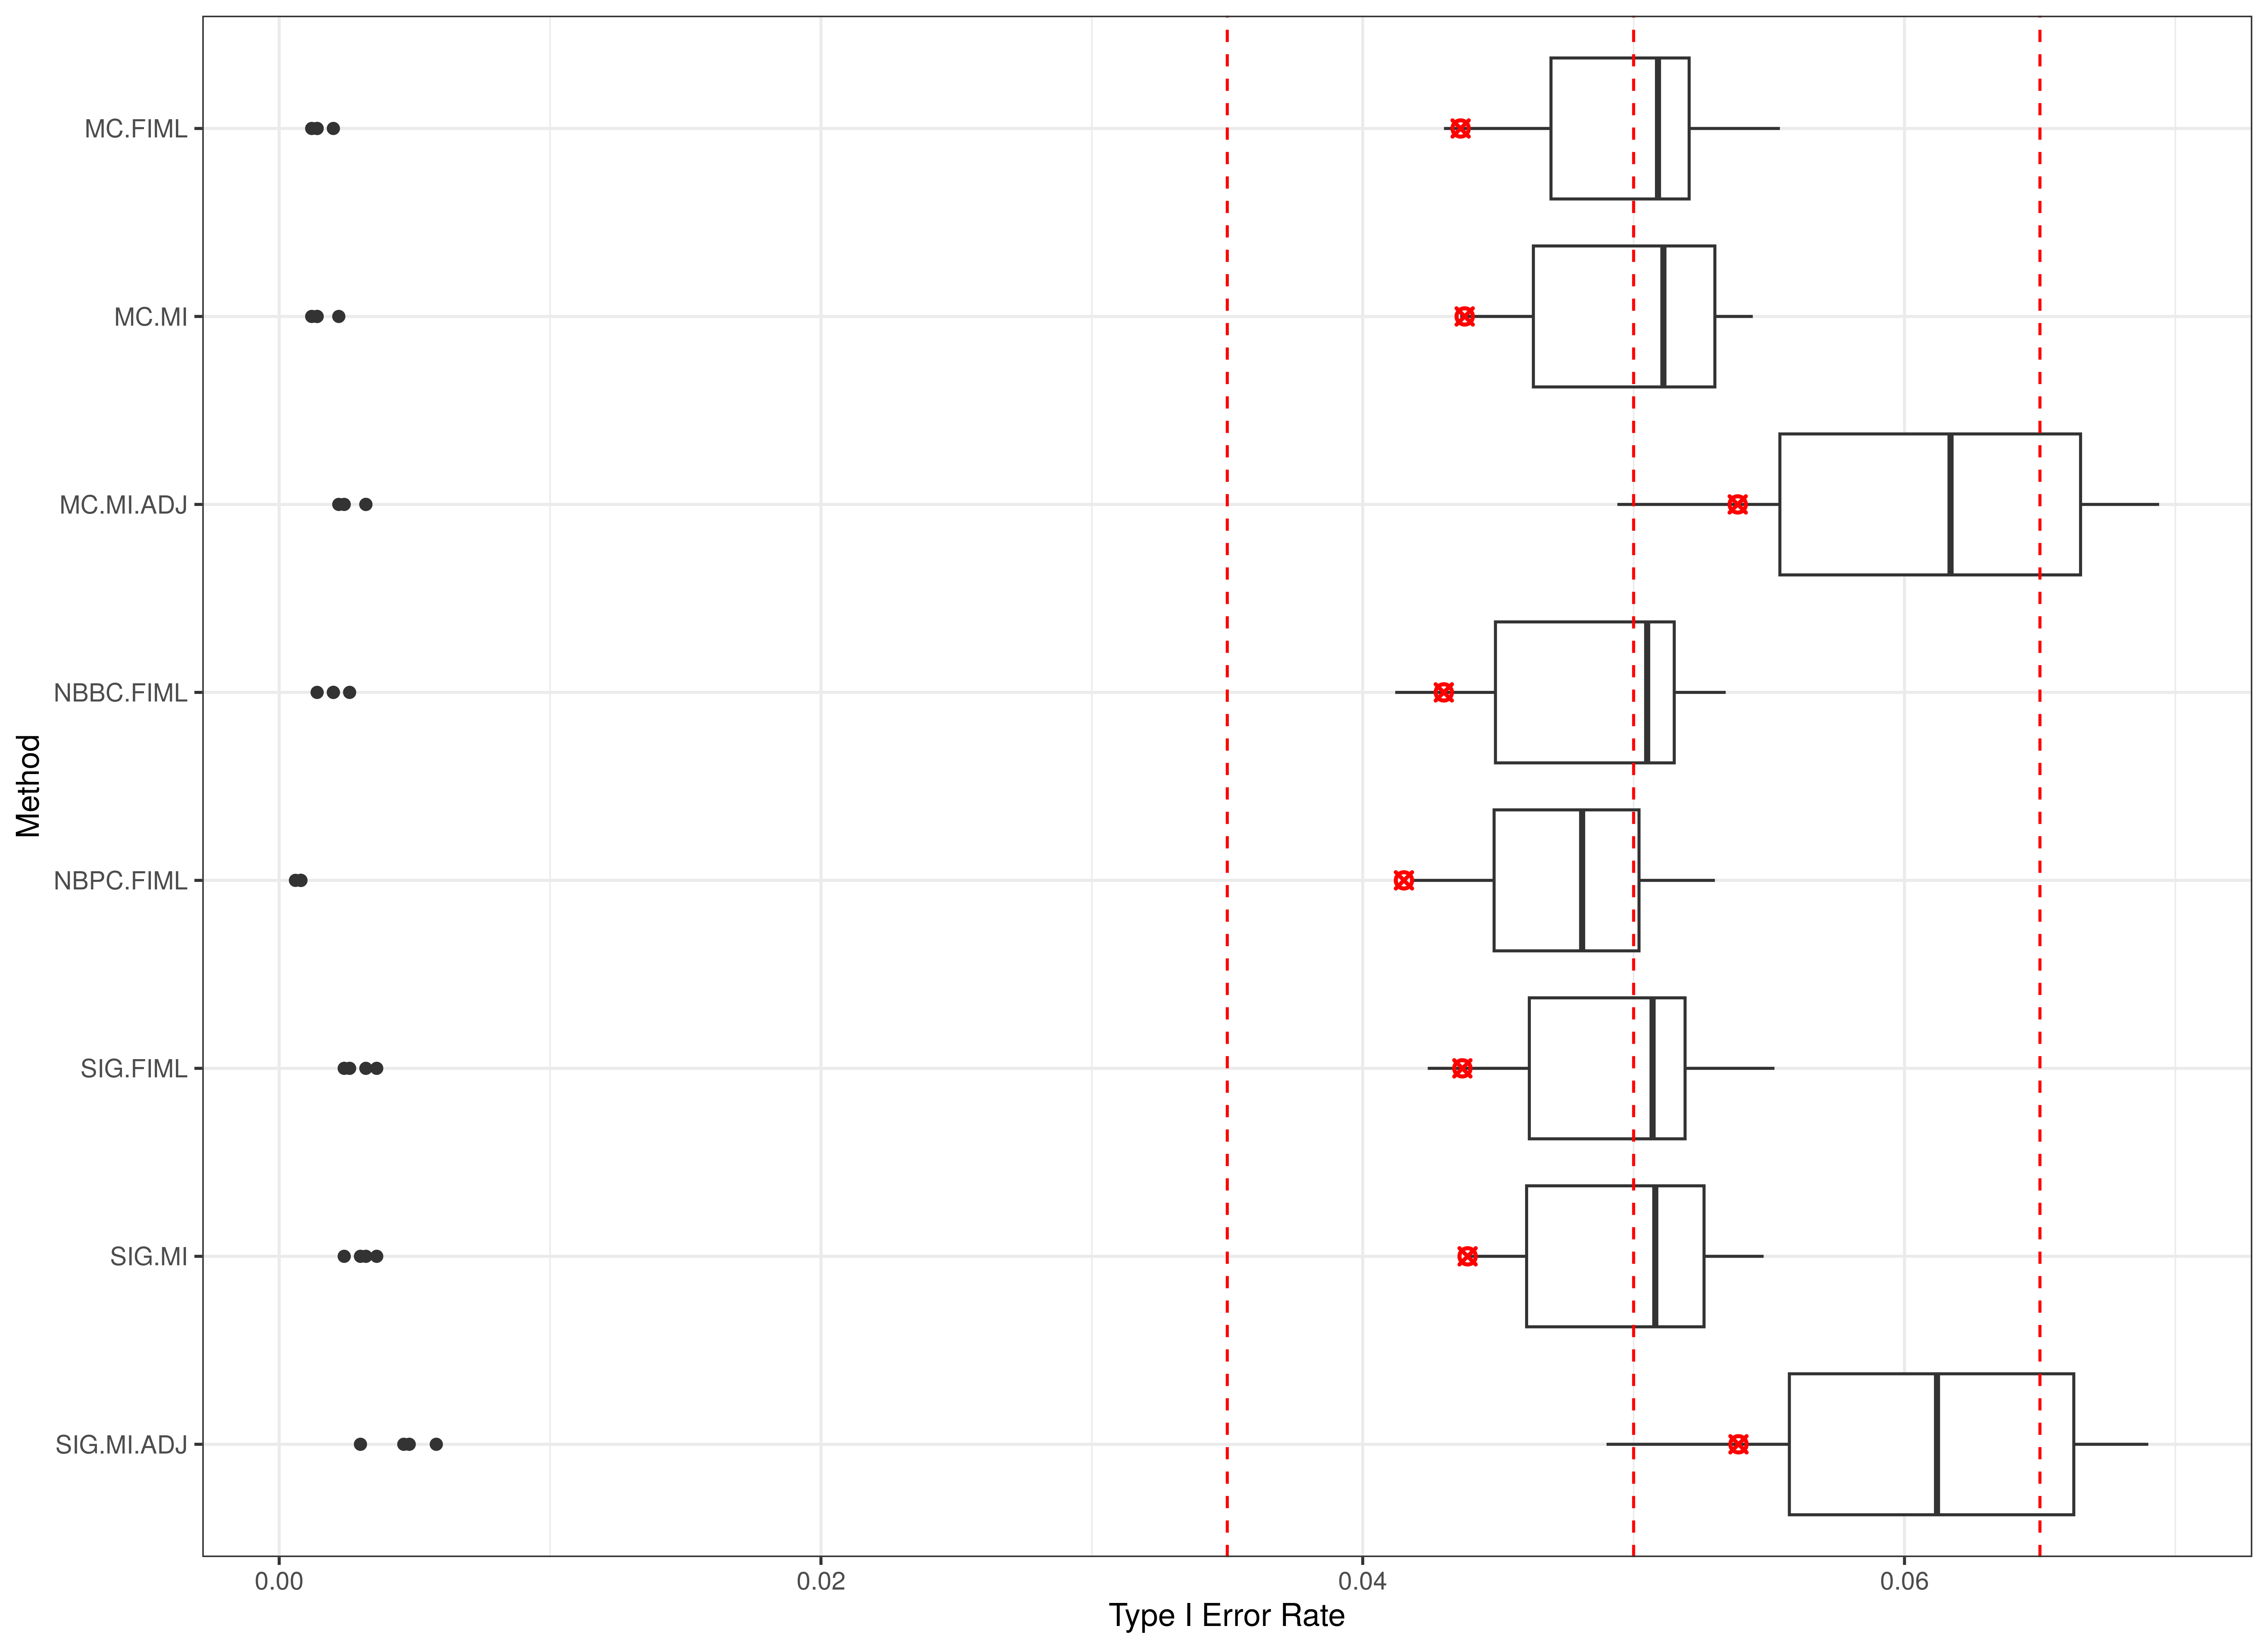 Method
MC.FIML
MC.MI
MC.MI.ADJ
NBBC.FIML
NBPC.FIML
SIG.FIML
SIG.MI
SIG.MI.ADJ
0.00 0.02 0.04 0.06
Type I Error Rate